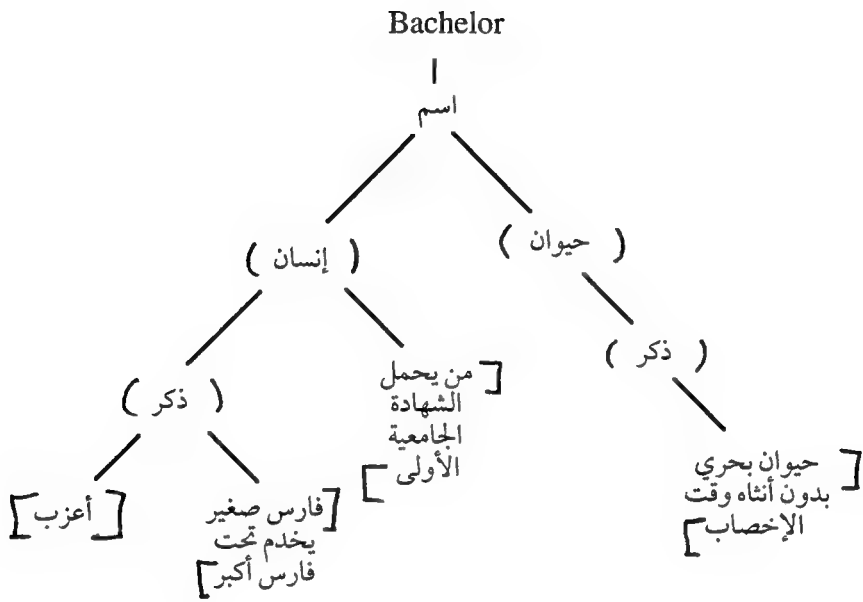 Bachelor
اسم
( إنسان )
( حيوان )
( ذكر )
( ذكر )
[ من يحمل
الشهادة
الجامعية
الأولى ]
[ أعزب ]
[ فارس صغير
يخدم تحت
فارس أكبر ]
[ حيوان بحري
بدون أنثاه وقت
الإخصاب ]